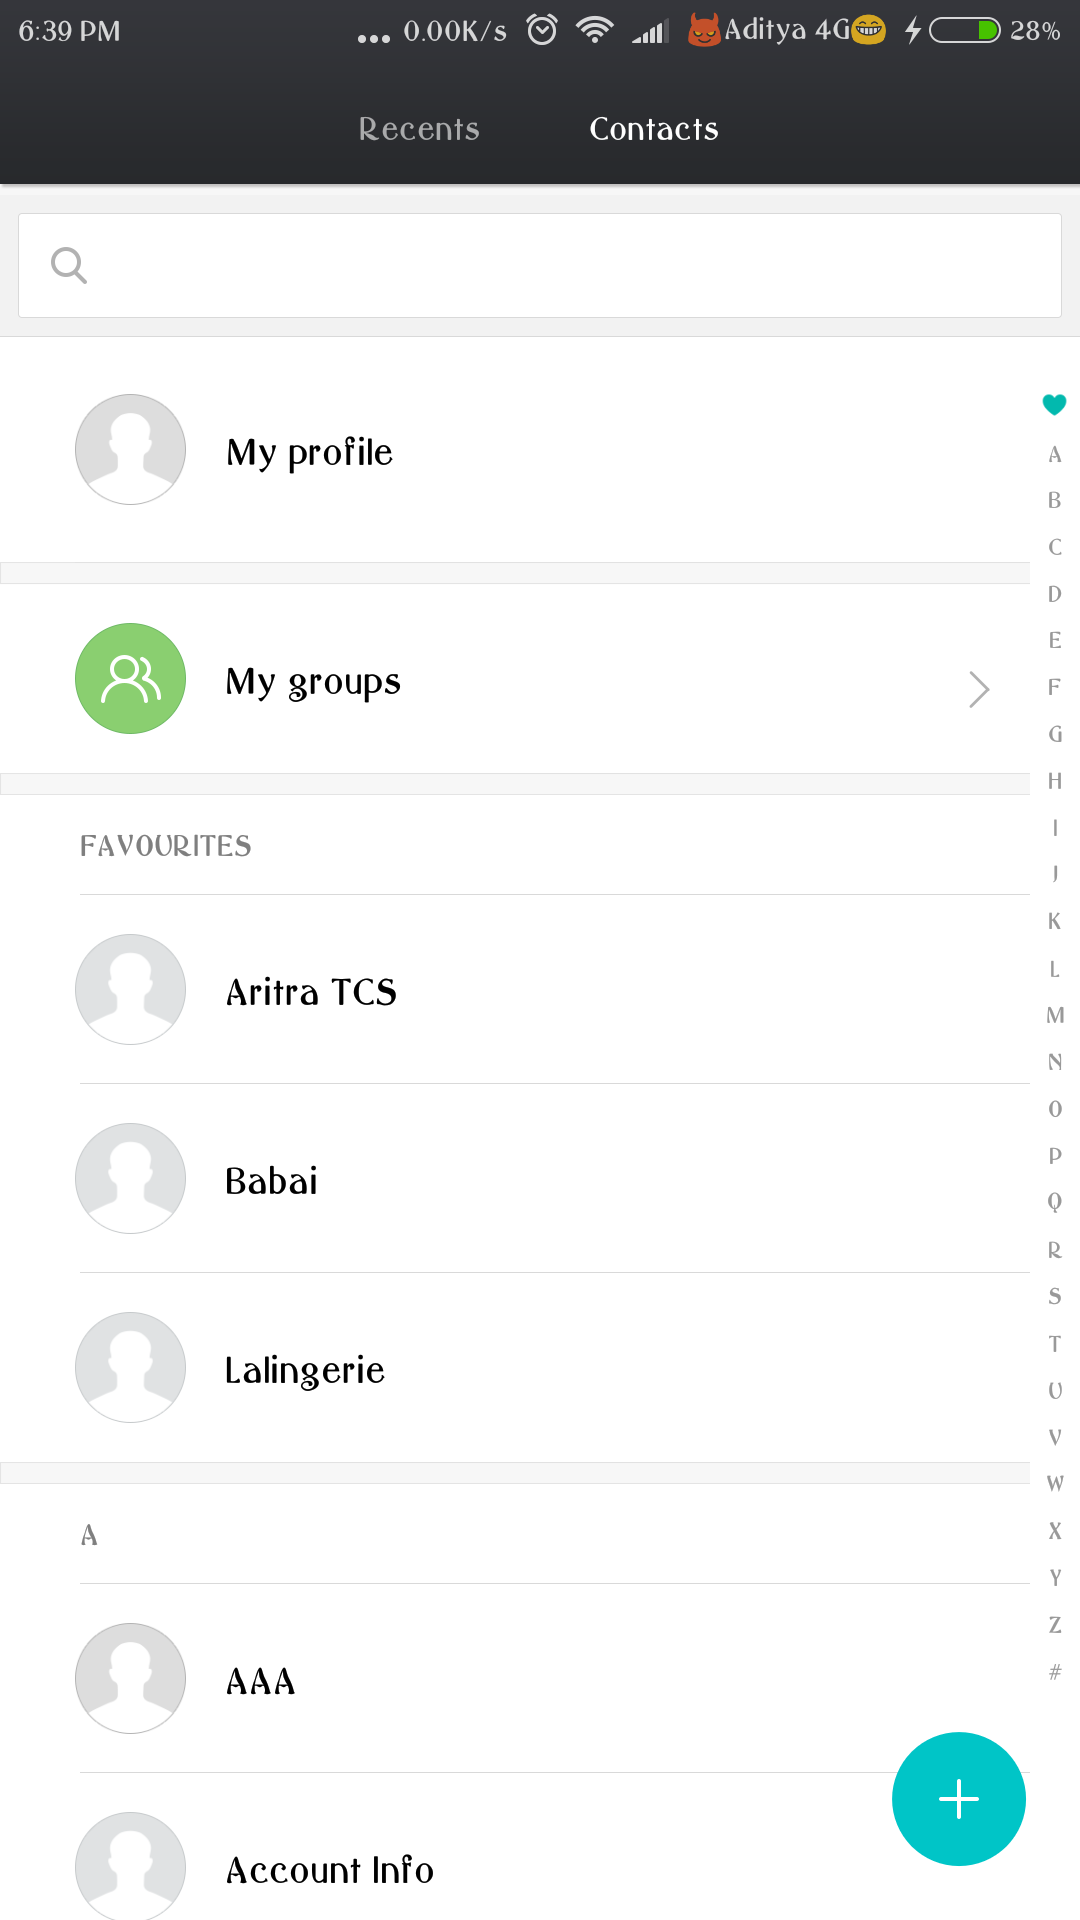 6:39 PM ... 0.00K/s 😈Aditya 4G😁 28%
Recents Contacts
My profile
My groups
FAVOURITES
Aritra TCS
Babai
Lalingerie
A
AAA
Account Info
A
B
C
D
E
F
G
H
I
J
K
L
M
N
O
P
Q
R
S
T
U
V
W
X
Y
Z
#